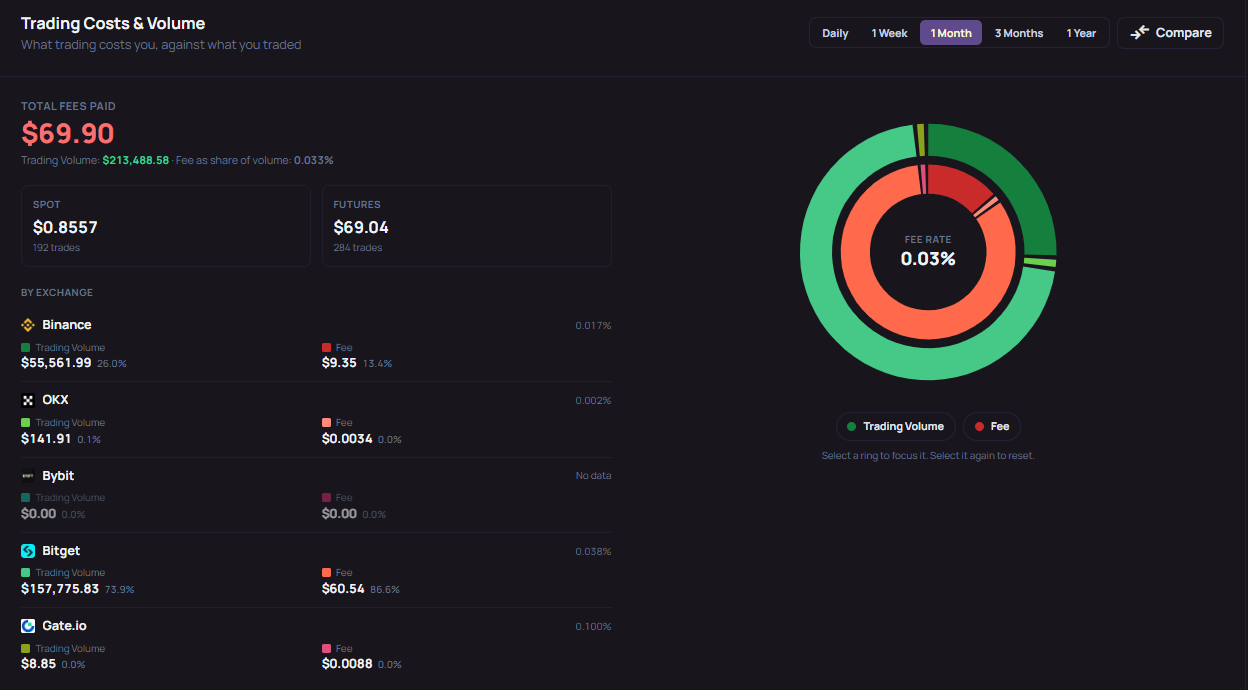 Trading Costs & Volume
What trading costs you, against what you traded
Daily 1 Week 1 Month 3 Months 1 Year Compare
TOTAL FEES PAID
$69.90
Trading Volume: $213,488.58 · Fee as share of volume: 0.033%
SPOT
$0.8557
192 trades
FUTURES
$69.04
284 trades
BY EXCHANGE
Binance 0.017%
Trading Volume Fee
$55,561.99 26.0% $9.35 13.4%
OKX 0.002%
Trading Volume Fee
$141.91 0.1% $0.0034 0.0%
Bybit No data
Trading Volume Fee
$0.00 0.0% $0.00 0.0%
Bitget 0.038%
Trading Volume Fee
$157,775.83 73.9% $60.54 86.6%
Gate.io 0.100%
Trading Volume Fee
$8.85 0.0% $0.0088 0.0%
FEE RATE
0.03%
Trading Volume Fee
Select a ring to focus it. Select it again to reset.